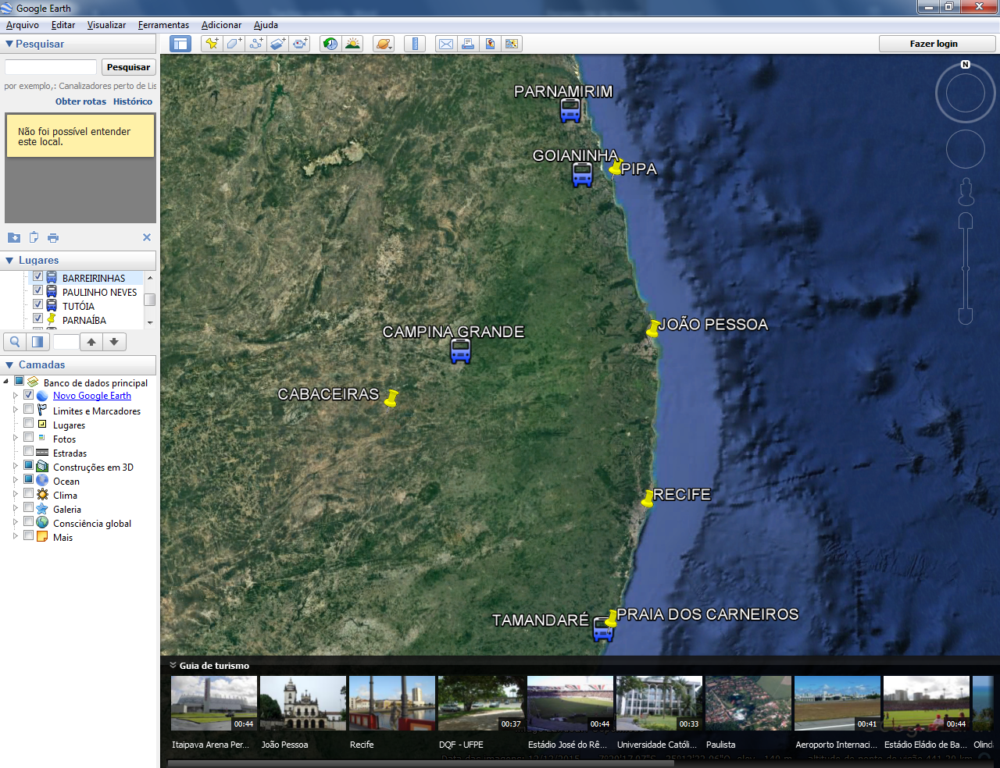 Google Earth
Arquivo Editar Visualizar Ferramentas Adicionar Ajuda
Pesquisar
Fazer login
Pesquisar
por exemplo,: Canalizadores perto de Lis
Obter rotas Histórico
Não foi possível entender
este local.
Lugares
BARREIRINHAS
PAULINHO NEVES
TUTÓIA
PARNAÍBA
Camadas
Banco de dados principal
Novo Google Earth
Limites e Marcadores
Lugares
Fotos
Estradas
Construções em 3D
Ocean
Clima
Galeria
Consciência global
Mais
N
PARNAMIRIM
GOIANINHA
PIPA
JOÃO PESSOA
CAMPINA GRANDE
CABACEIRAS
RECIFE
TAMANDARÉ
PRAIA DOS CARNEIROS
Guia de turismo
00:44 00:37 00:44 00:33 00:41 00:44
Itaipava Arena Per... João Pessoa Recife DQF - UFPE Estádio José do Rê... Universidade Católi... Paulista Aeroporto Internaci... Estádio Eládio de Ba... Olind